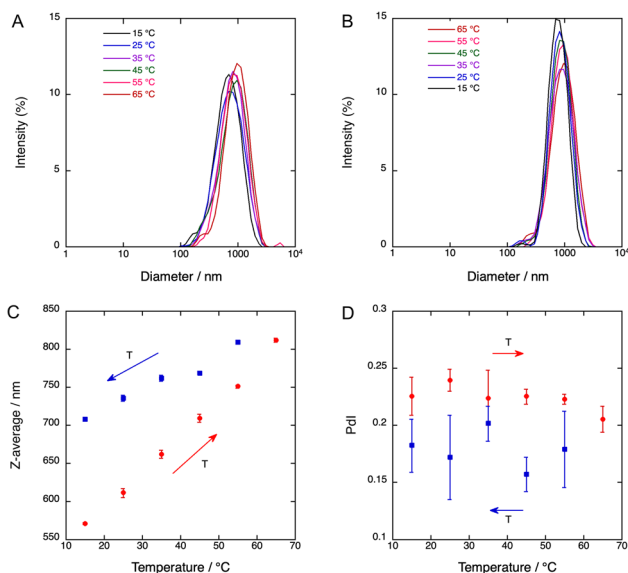 A
15
10
5
0
Intensity (%)
15 °C
25 °C
35 °C
45 °C
55 °C
65 °C
1
10
100
1000
10⁴
Diameter / nm
B
15
10
5
0
Intensity (%)
65 °C
55 °C
45 °C
35 °C
25 °C
15 °C
1
10
100
1000
10⁴
Diameter / nm
C
850
800
750
700
650
600
550
Z-average / nm
T
T
10
20
30
40
50
60
70
Temperature / °C
D
0.3
0.25
0.2
0.15
0.1
PdI
T
T
10
20
30
40
50
60
70
Temperature / °C